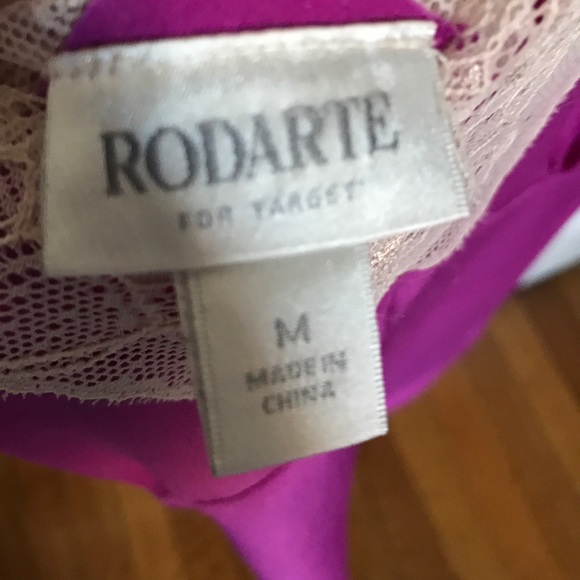 RODARTE
FOR TARGET
M
MADE IN
CHINA